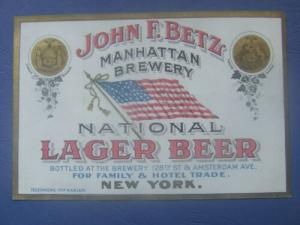 JOHN F. BETZ
MANHATTAN
BREWERY
NATIONAL
LAGER BEER
BOTTLED AT THE BREWERY 128TH ST & AMSTERDAM AVE.
FOR FAMILY & HOTEL TRADE.
NEW YORK.